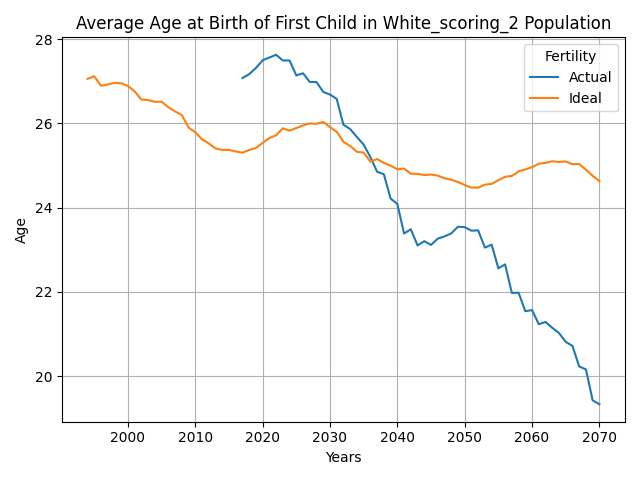 Average Age at Birth of First Child in White_scoring_2 Population
28
26
24
22
20
Age
2000 2010 2020 2030 2040 2050 2060 2070
Years
Fertility
Actual
Ideal